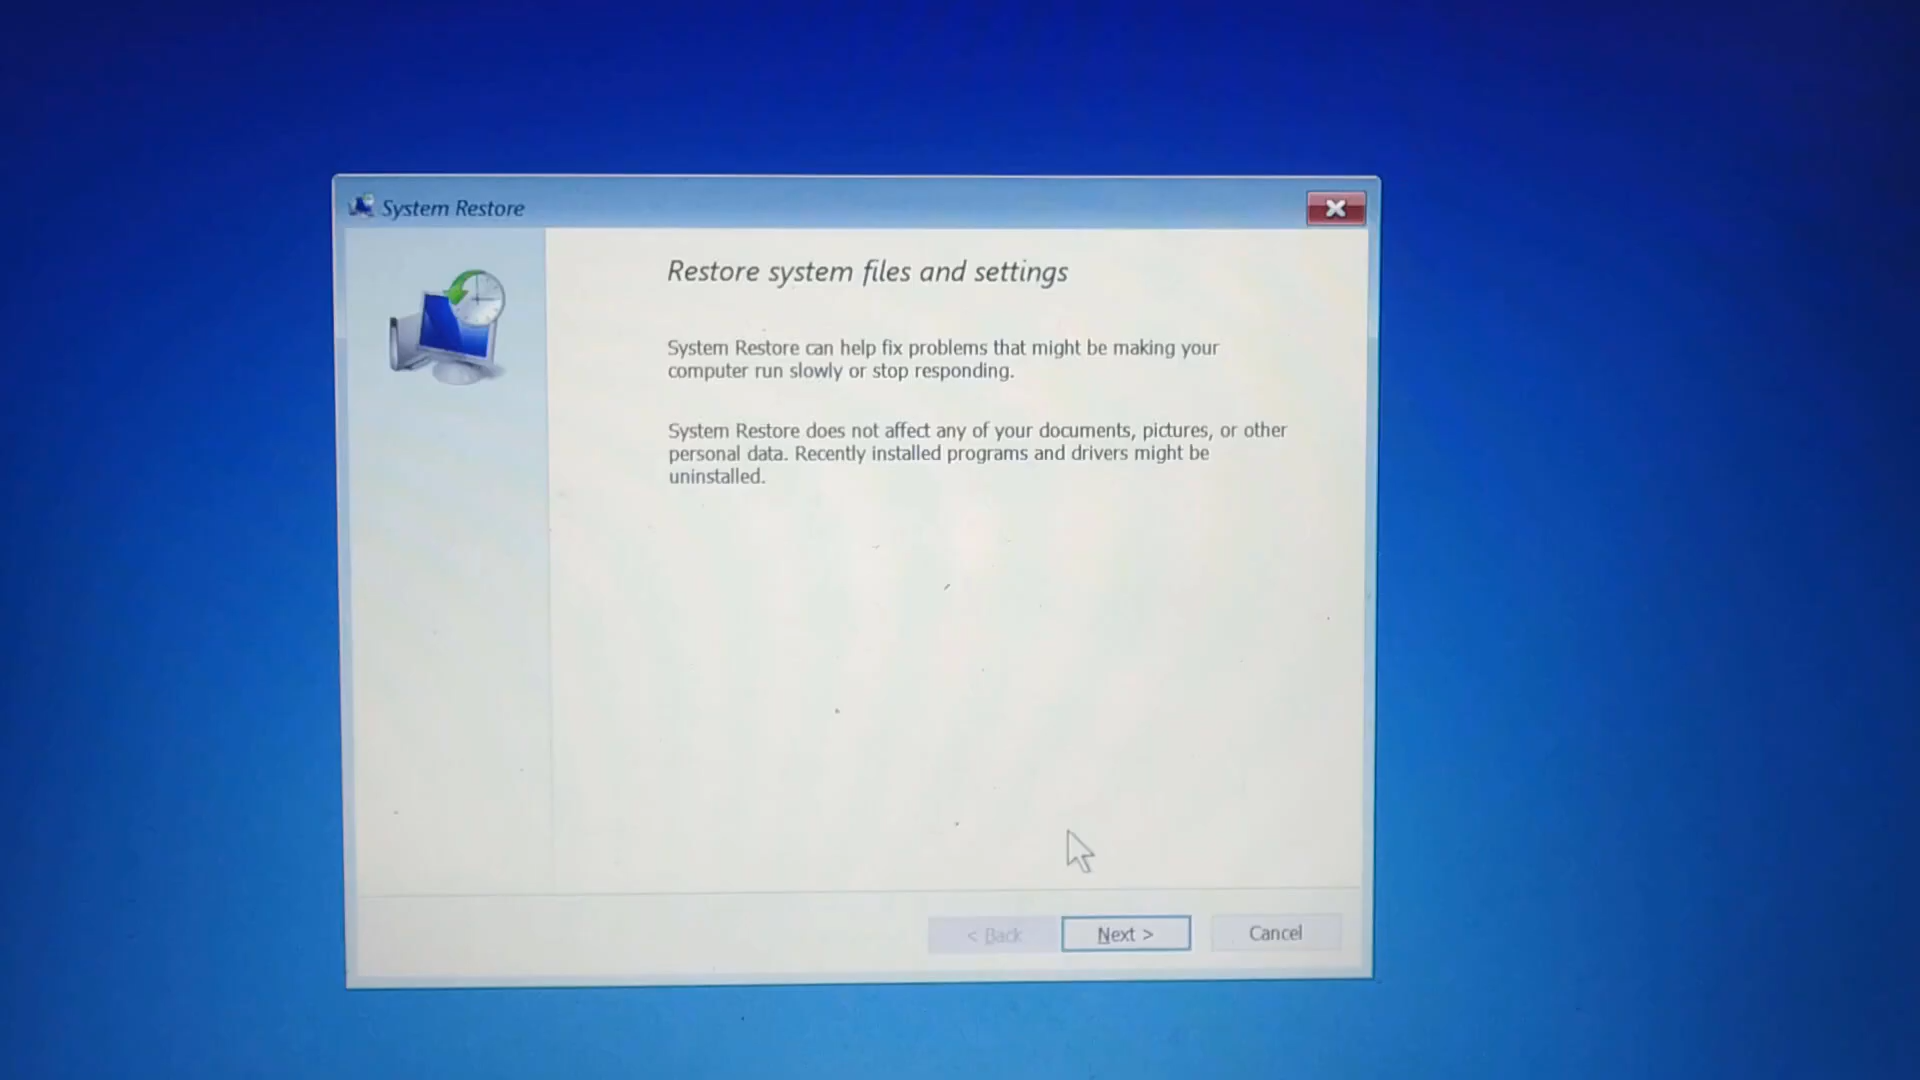 System Restore
Restore system files and settings
System Restore can help fix problems that might be making your
computer run slowly or stop responding.
System Restore does not affect any of your documents, pictures, or other
personal data. Recently installed programs and drivers might be
uninstalled.
< Back Next > Cancel